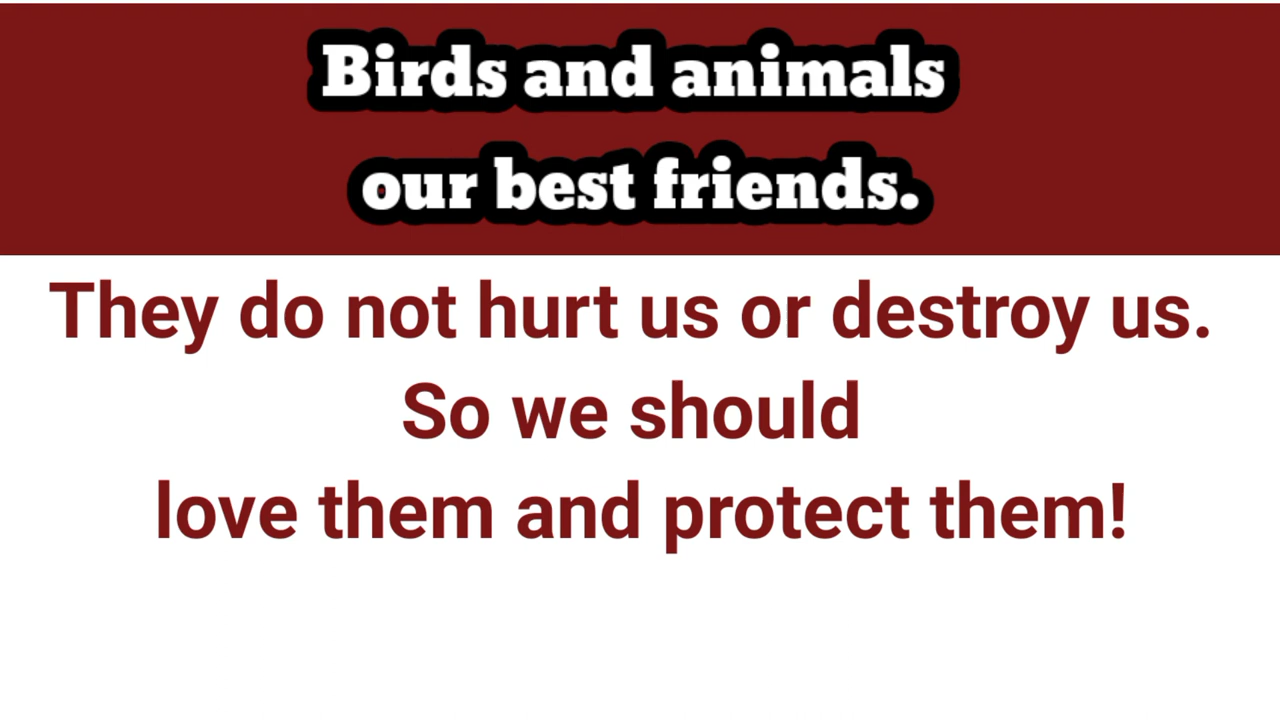 Birds and animals
our best friends.
They do not hurt us or destroy us.
So we should
love them and protect them!